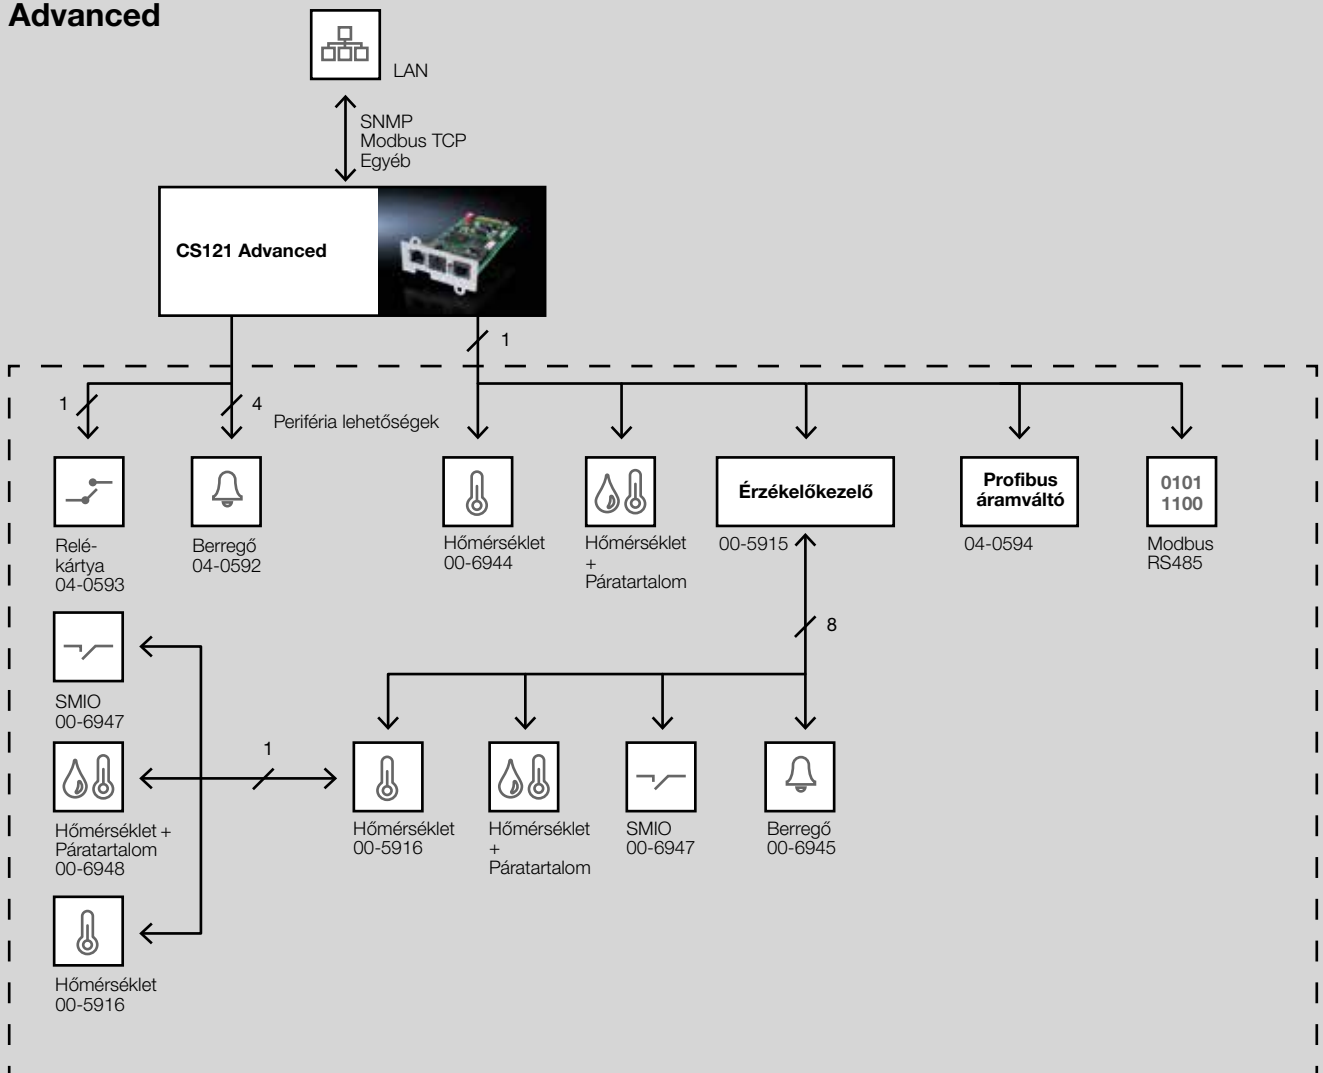 Advanced
LAN
SNMP
Modbus TCP
Egyéb
CS121 Advanced
1
1
4
Periféria lehetőségek
Relé-
kártya
04-0593
Berregő
04-0592
Hőmérséklet
00-6944
Hőmérséklet
+
Páratartalom
Érzékelőkezelő
00-5915
Profibus
áramváltó
04-0594
0101
1100
Modbus
RS485
8
SMIO
00-6947
1
Hőmérséklet +
Páratartalom
00-6948
Hőmérséklet
00-5916
Hőmérséklet
+
Páratartalom
SMIO
00-6947
Berregő
00-6945
Hőmérséklet
00-5916